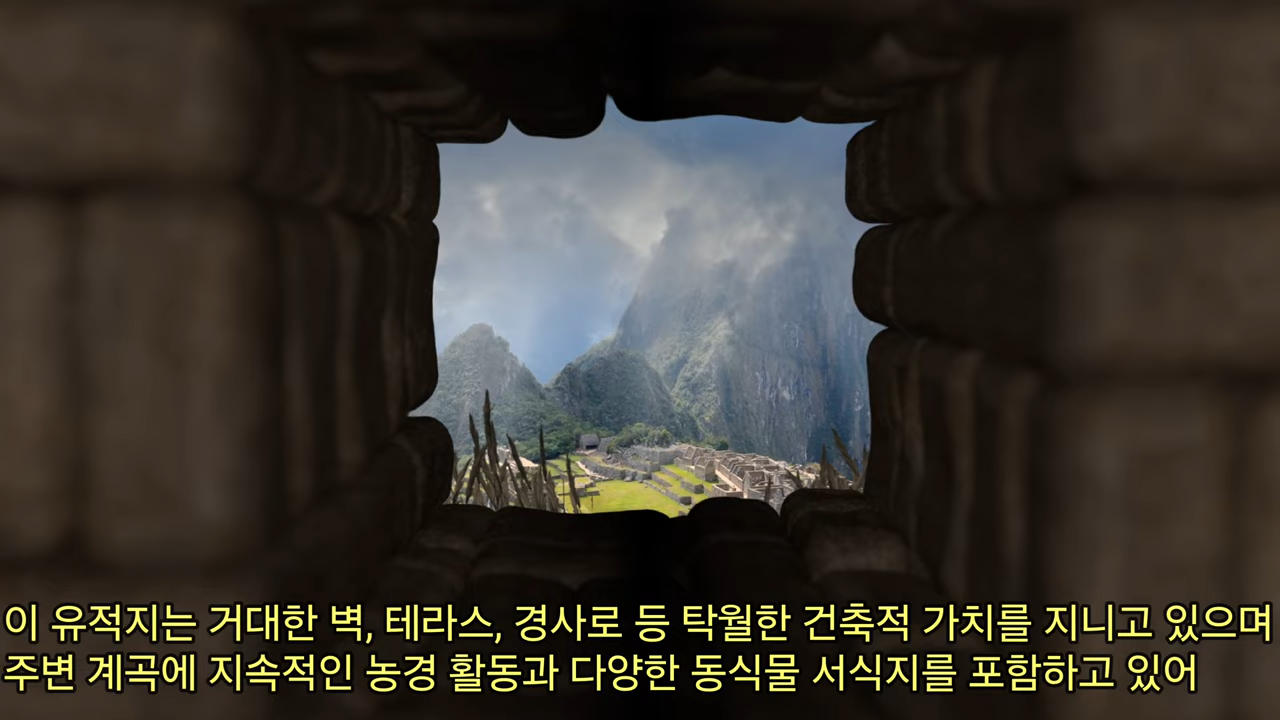 이 유적지는 거대한 벽, 테라스, 경사로 등 탁월한 건축적 가치를 지니고 있으며
주변 계곡에 지속적인 농경 활동과 다양한 동식물 서식지를 포함하고 있어